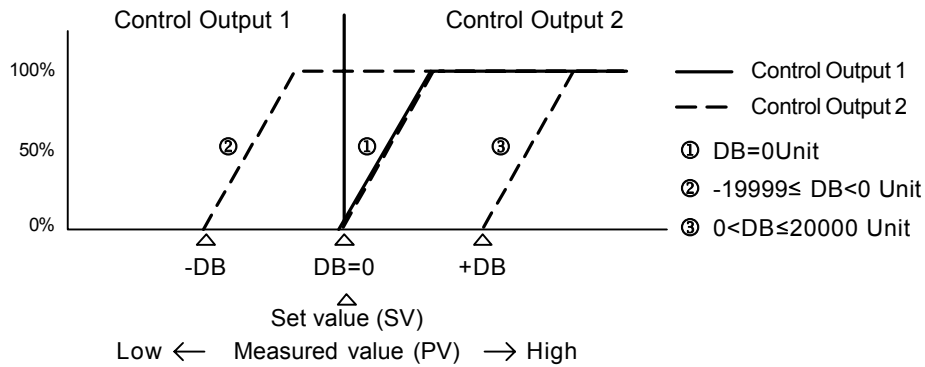 Control Output 1 Control Output 2
100%
50%
0%
② ① ③
-DB DB=0 +DB
Set value (SV)
Low ← Measured value (PV) → High
Control Output 1
Control Output 2
① DB=0Unit
② -19999≤ DB<0 Unit
③ 0<DB≤20000 Unit